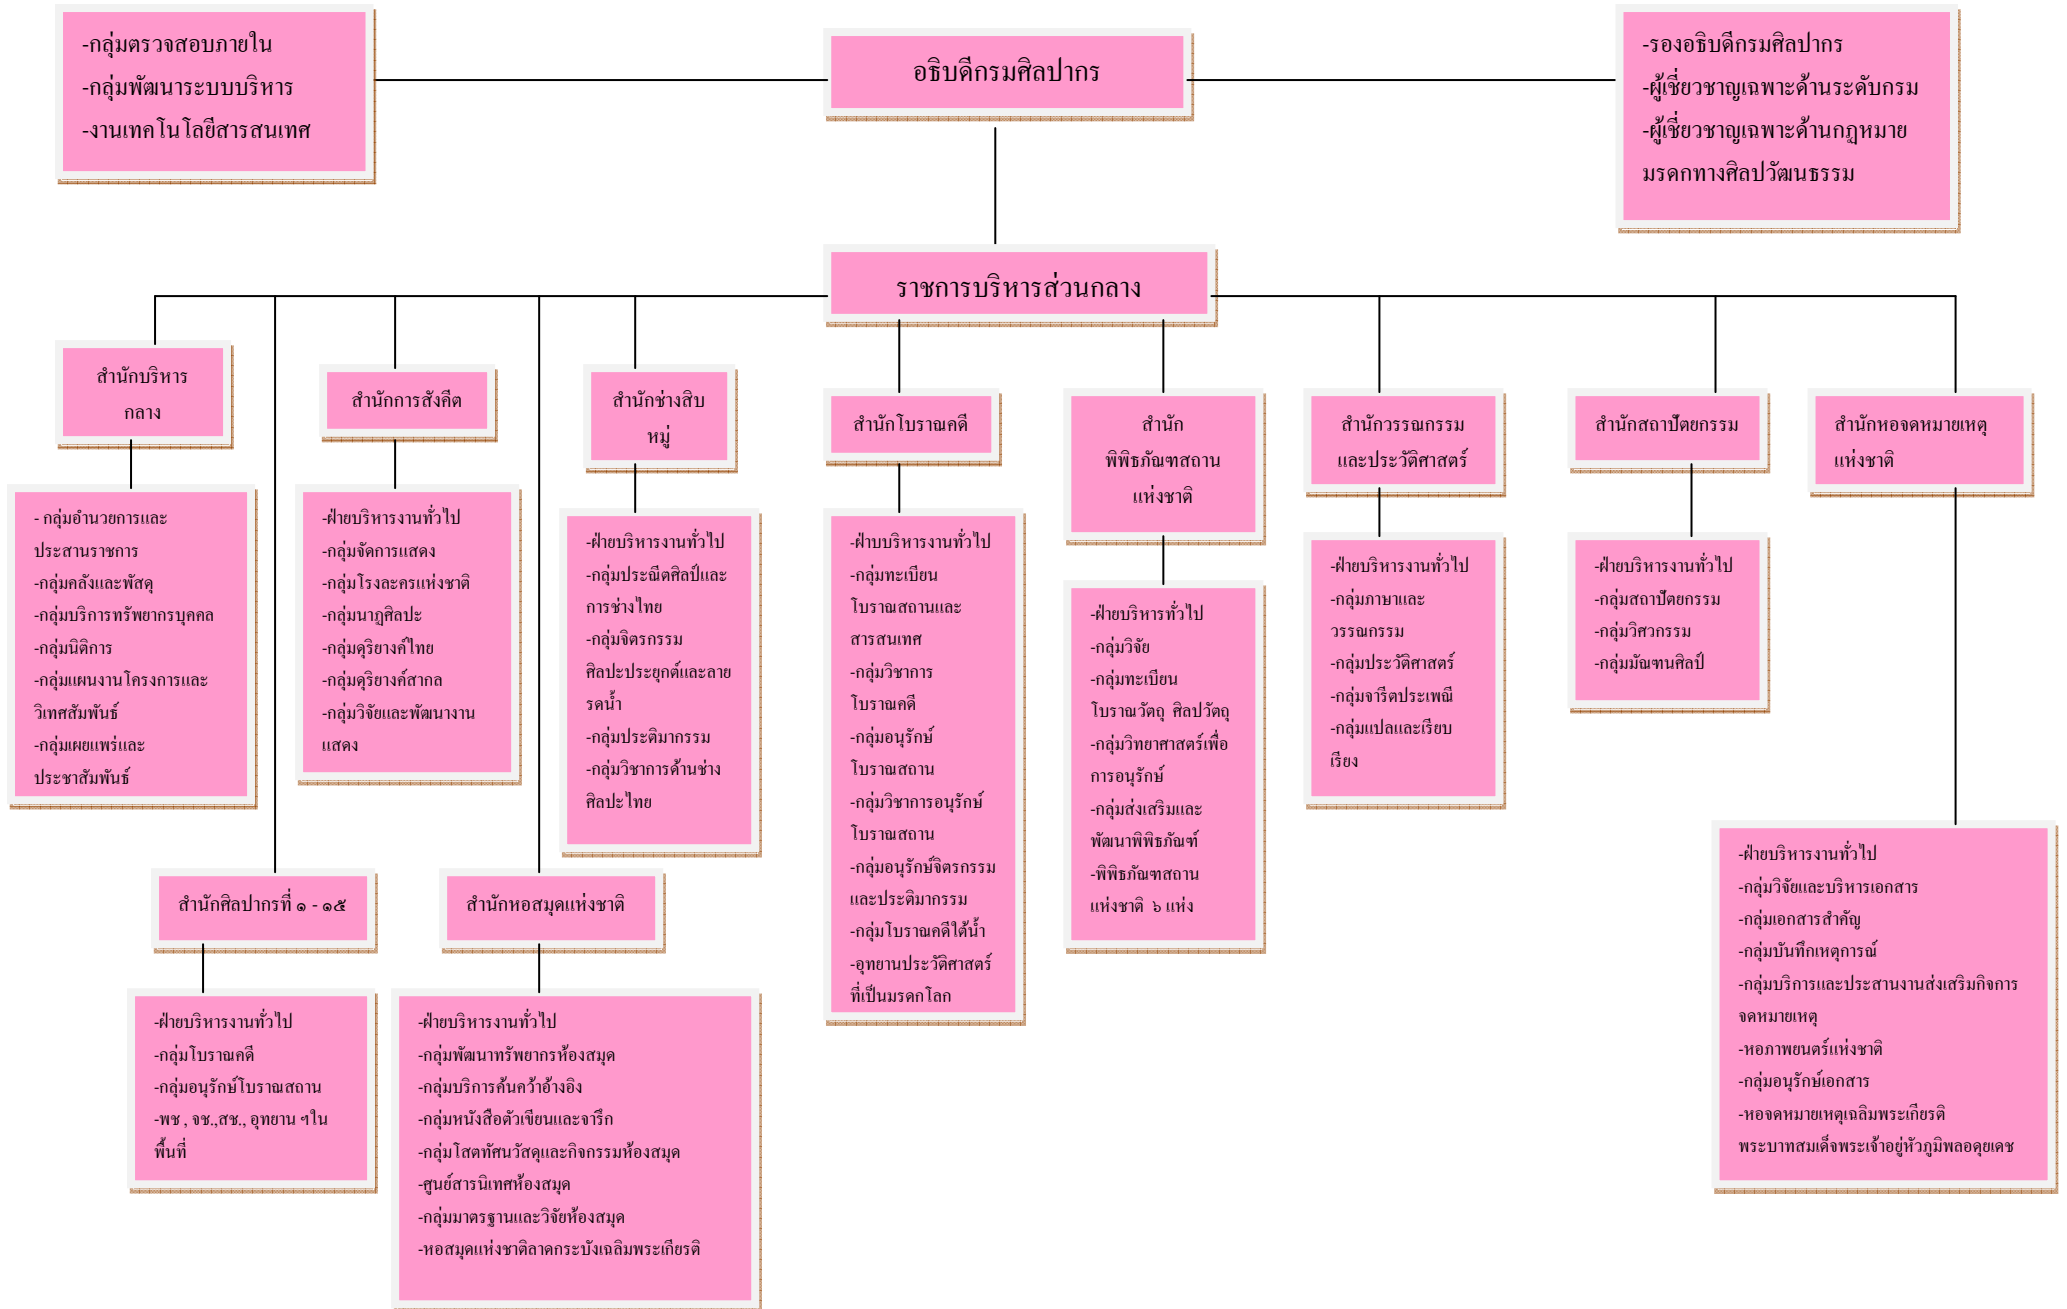 -กลุ่มตรวจสอบภายใน
-กลุ่มพัฒนาระบบบริหาร
-งานเทคโนโลยีสารสนเทศ
อธิบดีกรมศิลปากร
-รองอธิบดีกรมศิลปากร
-ผู้เชี่ยวชาญเฉพาะด้านระดับกรม
-ผู้เชี่ยวชาญเฉพาะด้านกฎหมาย
มรดกทางศิลปวัฒนธรรม
ราชการบริหารส่วนกลาง
สำนักบริหาร
กลาง
- กลุ่มอำนวยการและ
ประสานราชการ
-กลุ่มคลังและพัสดุ
-กลุ่มบริการทรัพยากรบุคคล
-กลุ่มนิติการ
-กลุ่มแผนงานโครงการและ
วิเทศสัมพันธ์
-กลุ่มเผยแพร่และ
ประชาสัมพันธ์
สำนักการสังคีต
-ฝ่ายบริหารงานทั่วไป
-กลุ่มจัดการแสดง
-กลุ่มโรงละครแห่งชาติ
-กลุ่มนาฏศิลปะ
-กลุ่มดุริยางค์ไทย
-กลุ่มดุริยางค์สากล
-กลุ่มวิจัยและพัฒนางาน
แสดง
สำนักช่างสิบ
หมู่
-ฝ่ายบริหารงานทั่วไป
-กลุ่มประณีตศิลป์และ
การช่างไทย
-กลุ่มจิตรกรรม
ศิลปะประยุกต์และลาย
รดน้ำ
-กลุ่มประติมากรรม
-กลุ่มวิชาการด้านช่าง
ศิลปะไทย
สำนักโบราณคดี
-ฝ่าบบริหารงานทั่วไป
-กลุ่มทะเบียน
โบราณสถานและ
สารสนเทศ
-กลุ่มวิชาการ
โบราณคดี
-กลุ่มอนุรักษ์
โบราณสถาน
-กลุ่มวิชาการอนุรักษ์
โบราณสถาน
-กลุ่มอนุรักษ์จิตรกรรม
และประติมากรรม
-กลุ่มโบราณคดีใต้น้ำ
-อุทยานประวัติศาสตร์
ที่เป็นมรดกโลก
สำนัก
พิพิธภัณฑสถาน
แห่งชาติ
-ฝ่ายบริหารทั่วไป
-กลุ่มวิจัย
-กลุ่มทะเบียน
โบราณวัตถุ ศิลปวัตถุ
-กลุ่มวิทยาศาสตร์เพื่อ
การอนุรักษ์
-กลุ่มส่งเสริมและ
พัฒนาพิพิธภัณฑ์
-พิพิธภัณฑสถาน
แห่งชาติ ๖ แห่ง
สำนักวรรณกรรม
และประวัติศาสตร์
-ฝ่ายบริหารงานทั่วไป
-กลุ่มภาษาและ
วรรณกรรม
-กลุ่มประวัติศาสตร์
-กลุ่มจารีตประเพณี
-กลุ่มแปลและเรียบ
เรียง
สำนักสถาปัตยกรรม
-ฝ่ายบริหารงานทั่วไป
-กลุ่มสถาปัตยกรรม
-กลุ่มวิศวกรรม
-กลุ่มมัณฑนศิลป์
สำนักหอจดหมายเหตุ
แห่งชาติ
-ฝ่ายบริหารงานทั่วไป
-กลุ่มวิจัยและบริหารเอกสาร
-กลุ่มเอกสารสำคัญ
-กลุ่มบันทึกเหตุการณ์
-กลุ่มบริการและประสานงานส่งเสริมกิจการ
จดหมายเหตุ
-หอภาพยนตร์แห่งชาติ
-กลุ่มอนุรักษ์เอกสาร
-หอจดหมายเหตุเฉลิมพระเกียรติ
พระบาทสมเด็จพระเจ้าอยู่หัวภูมิพลอดุยเดช
สำนักศิลปากรที่ ๑ - ๑๕
-ฝ่ายบริหารงานทั่วไป
-กลุ่มโบราณคดี
-กลุ่มอนุรักษ์โบราณสถาน
-พช , จช.,สช., อุทยาน ฯใน
พื้นที่
สำนักหอสมุดแห่งชาติ
-ฝ่ายบริหารงานทั่วไป
-กลุ่มพัฒนาทรัพยากรห้องสมุด
-กลุ่มบริการค้นคว้าอ้างอิง
-กลุ่มหนังสือตัวเขียนและจารึก
-กลุ่มโสตทัศนวัสดุและกิจกรรมห้องสมุด
-ศูนย์สารนิเทศห้องสมุด
-กลุ่มมาตรฐานและวิจัยห้องสมุด
-หอสมุดแห่งชาติลาดกระบังเฉลิมพระเกียรติ